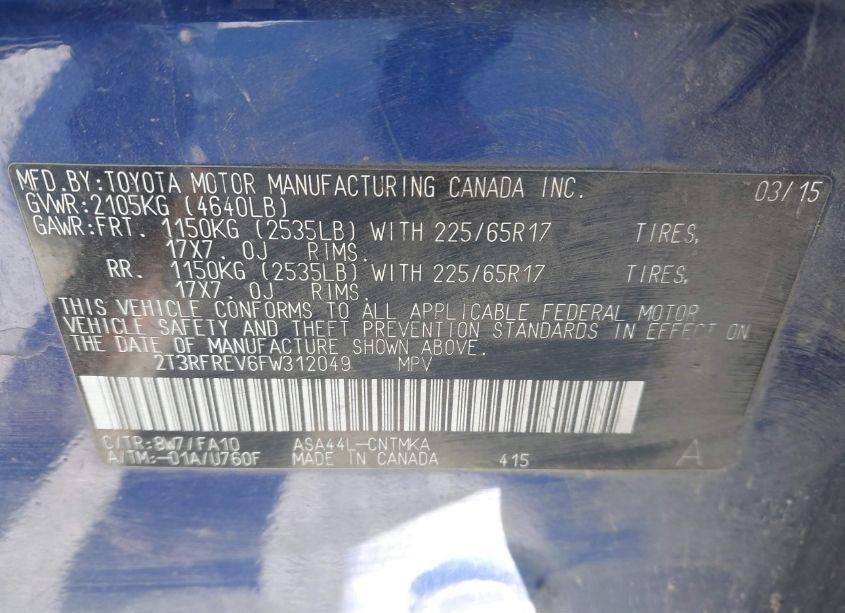 MFD.BY:TOYOTA MOTOR MANUFACTURING CANADA INC. 03/15
GVWR:2105KG (4640LB)
GAWR:FRT. 1150KG (2535LB) WITH 225/65R17 TIRES,
17X7.0J RIMS.
RR. 1150KG (2535LB) WITH 225/65R17 TIRES,
17X7.0J RIMS.
THIS VEHICLE CONFORMS TO ALL APPLICABLE FEDERAL MOTOR
VEHICLE SAFETY AND THEFT PREVENTION STANDARDS IN EFFECT ON
THE DATE OF MANUFACTURE SHOWN ABOVE.
2T3RFREV6FW312049 MPV
C/TR:8W7/FA10 ASA44L-CNTMKA
A/TM:-01A/U760F MADE IN CANADA 415 A